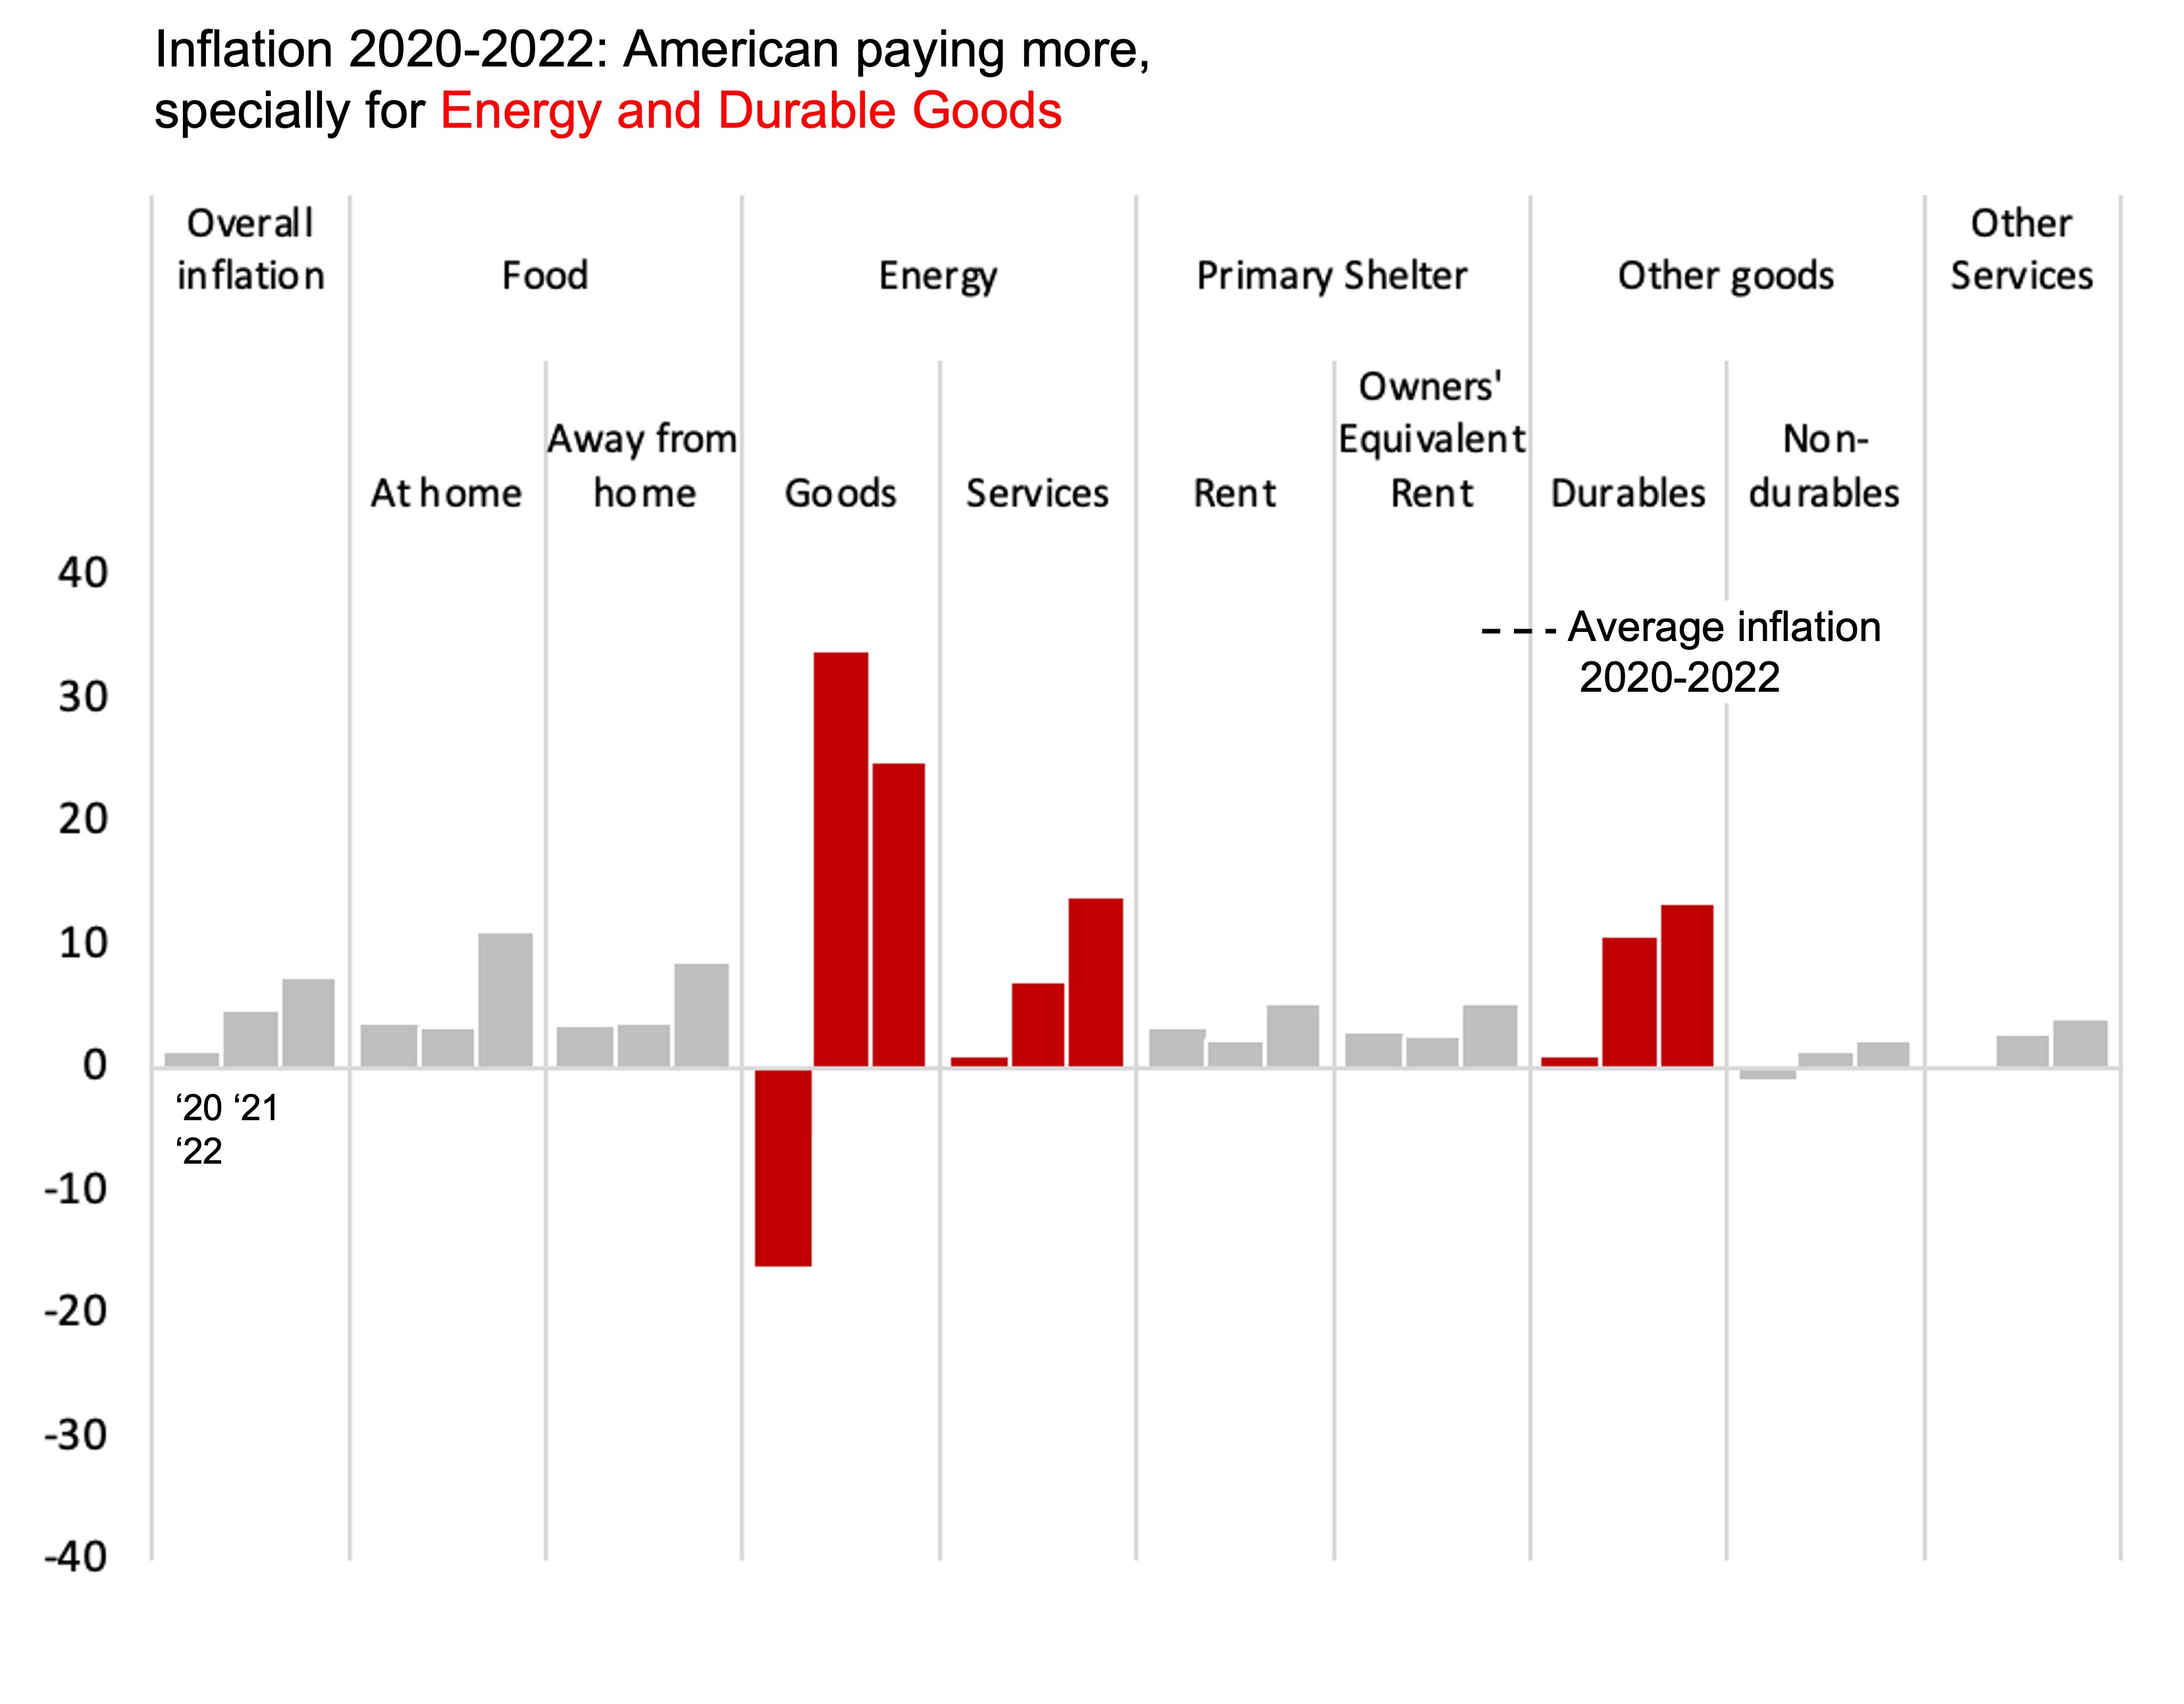 Inflation 2020-2022: American paying more,
specially for Energy and Durable Goods
Overall
inflation
Food
Energy
Primary Shelter
Other goods
Other
Services
At home
Away from
home
Goods
Services
Rent
Owners'
Equivalent
Rent
Durables
Non-
durables
40
30
20
10
0
-10
-20
-30
-40
--- Average inflation
2020-2022
‘20 ‘21
‘22